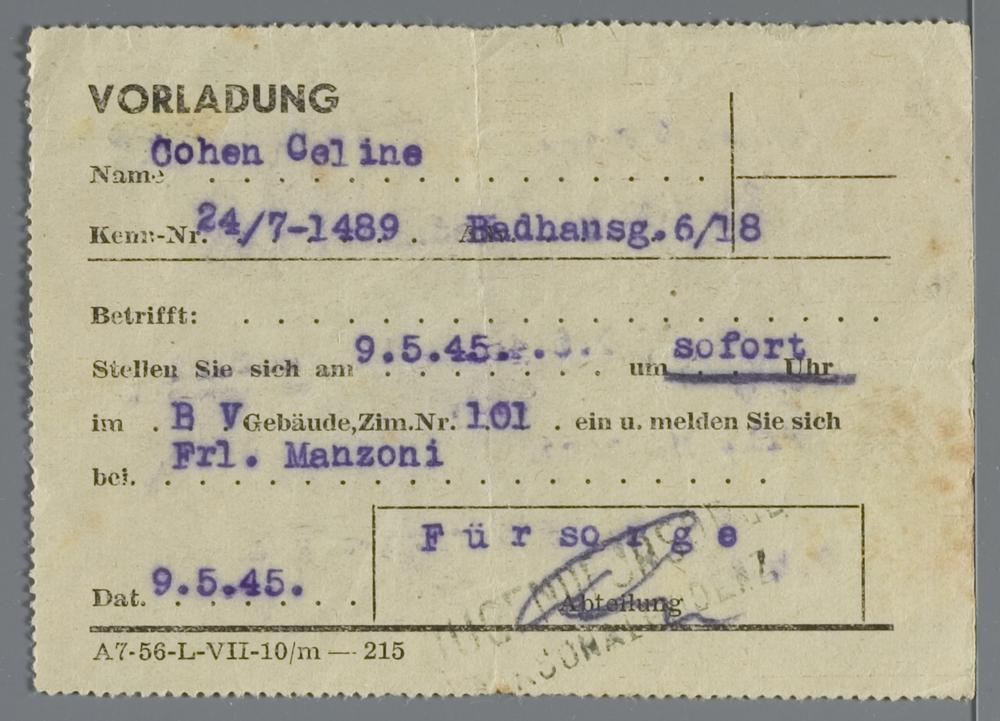 VORLADUNG
Name Cohen Celine
Kenn-Nr. 24/7-1489 Badhansg.6/18
Betrifft:
Stellen Sie sich am 9.5.45. um sofort Uhr
im B V Gebäude,Zim.Nr. 101 ein u. melden Sie sich
bei. Frl. Manzoni
Fürsorge
Dat. 9.5.45.
Abteilung
A7-56-L-VII-10/m — 215